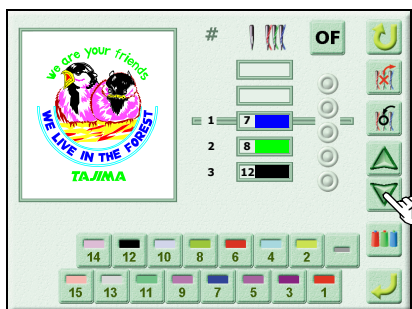 # OF
we are your friends
WE LIVE IN THE FOREST
TAJIMA
1 7
2 8
3 12
14 12 10 8 6 4 2
15 13 11 9 7 5 3 1